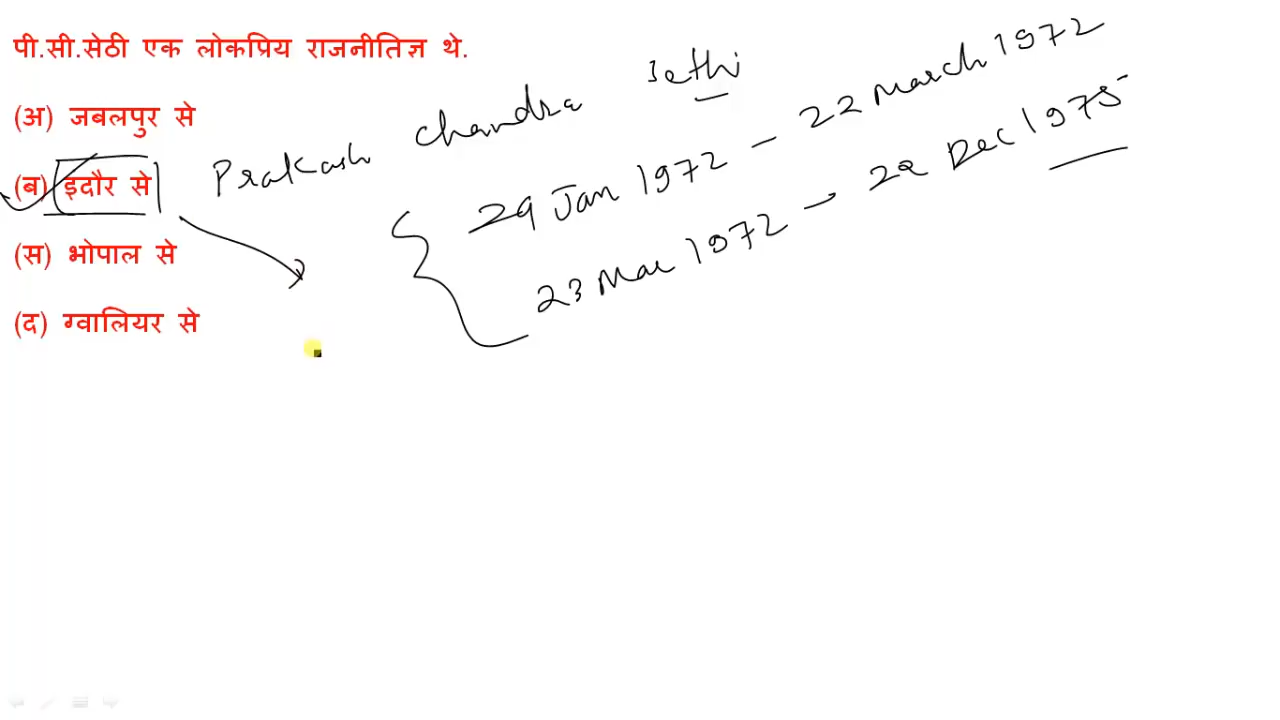 पी.सी.सेठी एक लोकप्रिय राजनीतिज्ञ थे.
(अ) जबलपुर से
(ब) इदौर से
(स) भोपाल से
(द) ग्वालियर से
Prakash Chandra Sethi
29 Jan 1972 - 22 March 1972
23 Mar 1972 - 22 Dec 1975